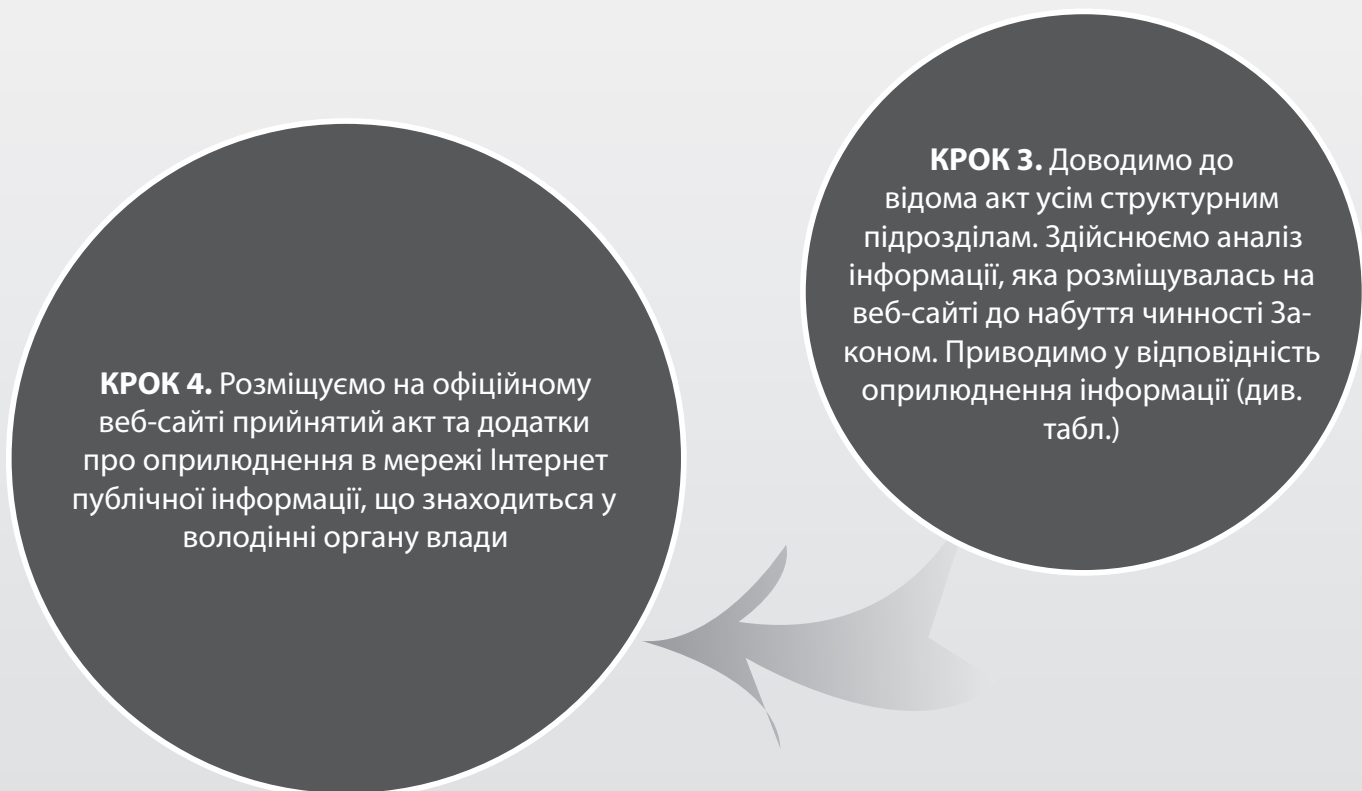 КРОК 3. Доводимо до
відома акт усім структурним
підрозділам. Здійснюємо аналіз
інформації, яка розміщувалась на
веб-сайті до набуття чинності За-
коном. Приводимо у відповідність
оприлюднення інформації (див.
табл.)
КРОК 4. Розміщуємо на офіційному
веб-сайті прийнятий акт та додатки
про оприлюднення в мережі Інтернет
публічної інформації, що знаходиться у
володінні органу влади